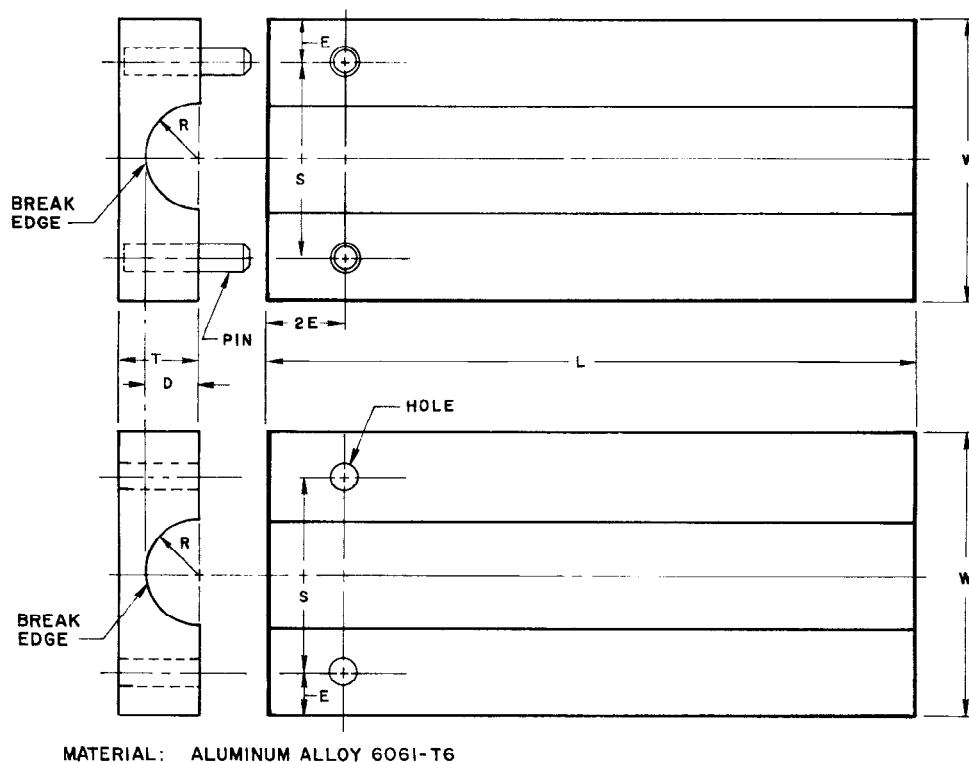 E
R
S
W
BREAK
EDGE
PIN
2E
T
L
D
HOLE
R
S
W
BREAK
EDGE
E
MATERIAL: ALUMINUM ALLOY 6061-T6